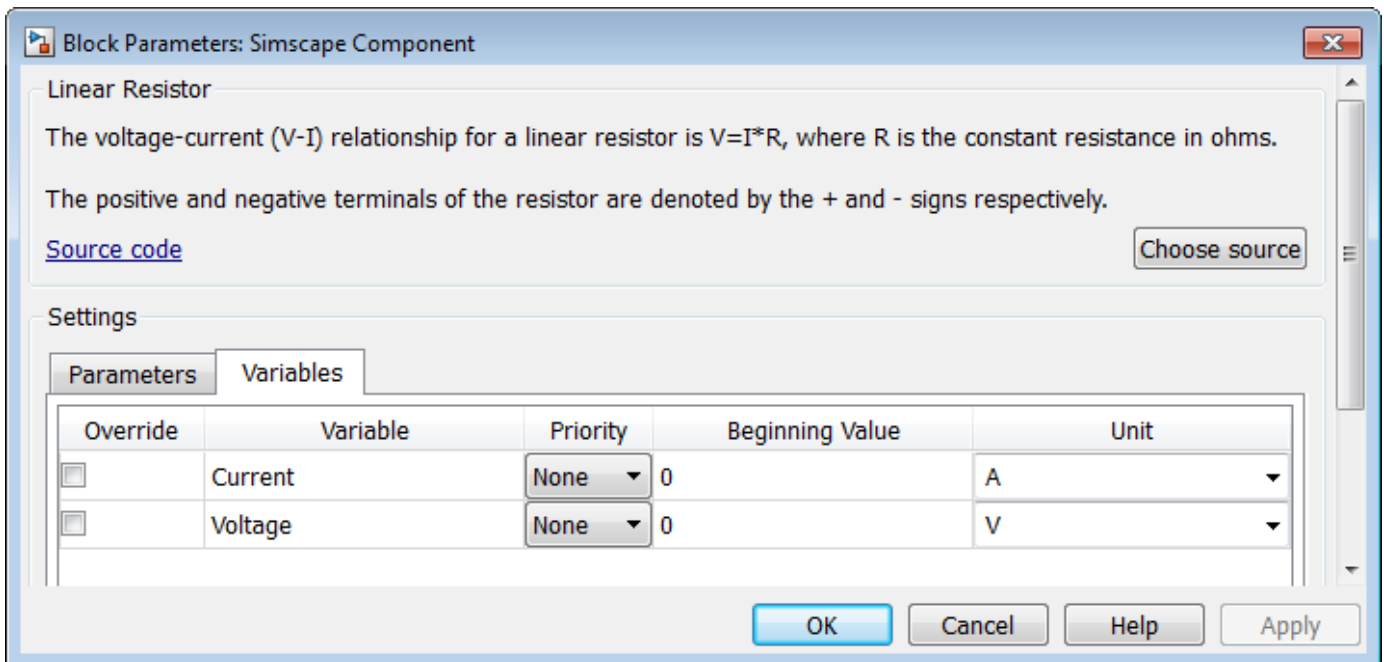 Block Parameters: Simscape Component
Linear Resistor
The voltage-current (V-I) relationship for a linear resistor is V=I*R, where R is the constant resistance in ohms.
The positive and negative terminals of the resistor are denoted by the + and - signs respectively.
Source code Choose source
Settings
Parameters Variables
Override Variable Priority Beginning Value Unit
Current None 0 A
Voltage None 0 V
OK Cancel Help Apply